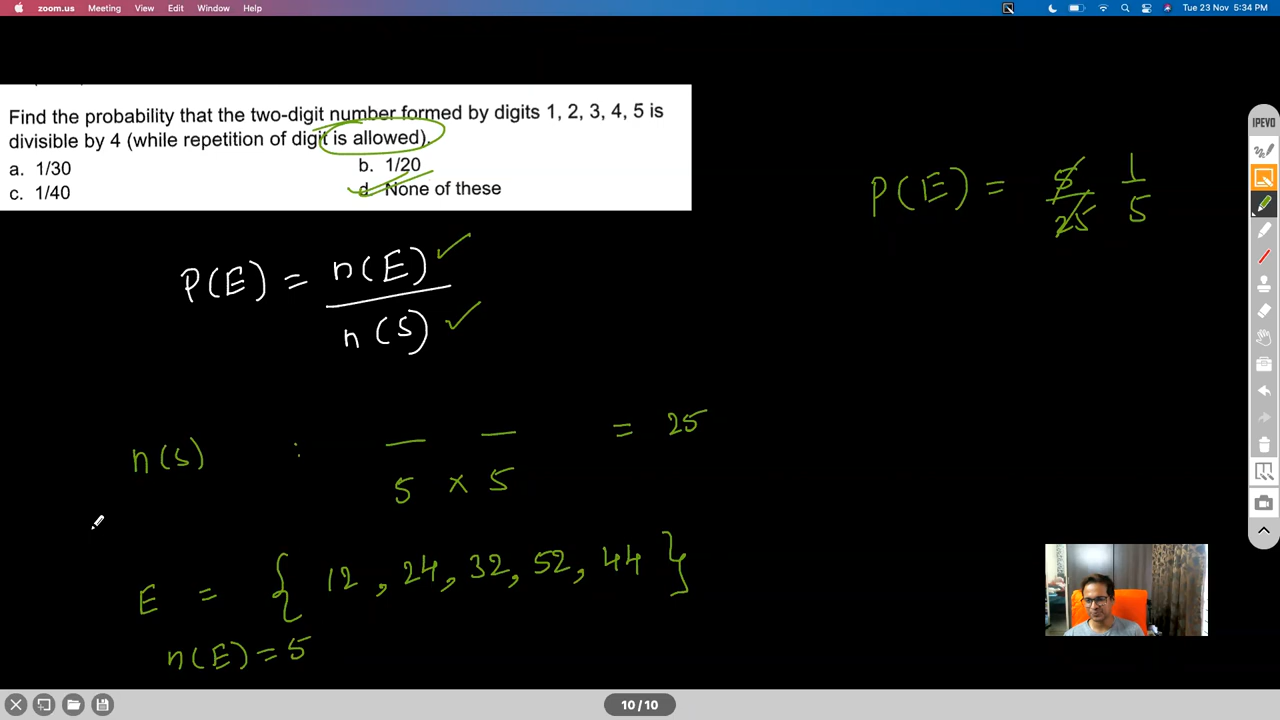 zoom.us Meeting View Edit Window Help Tue 23 Nov 5:34 PM
Find the probability that the two-digit number formed by digits 1, 2, 3, 4, 5 is
divisible by 4 (while repetition of digit is allowed).
a. 1/30 b. 1/20
c. 1/40 d. None of these
P(E) = 5/25 1/5
P(E) = n(E)/n(S)
n(S) : __ __ = 25
5 × 5
E = { 12, 24, 32, 52, 44 }
n(E) = 5
IPEVO
10 / 10